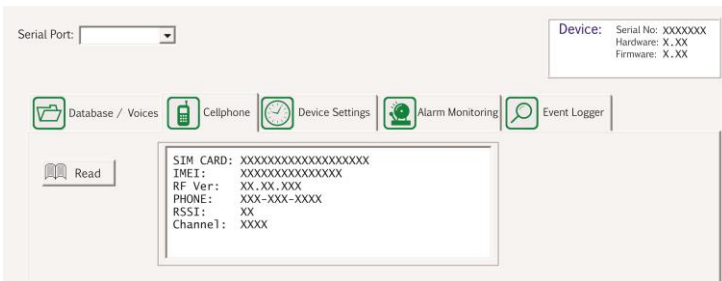 Serial Port:
Device: Serial No: XXXXXXX
Hardware: X.XX
Firmware: X.XX
Database / Voices Cellphone Device Settings Alarm Monitoring Event Logger
Read
SIM CARD: XXXXXXXXXXXXXXXXXXX
IMEI: XXXXXXXXXXXXXXX
RF Ver: XX.XX.XXX
PHONE: XXX-XXX-XXXX
RSSI: XX
Channel: XXXX